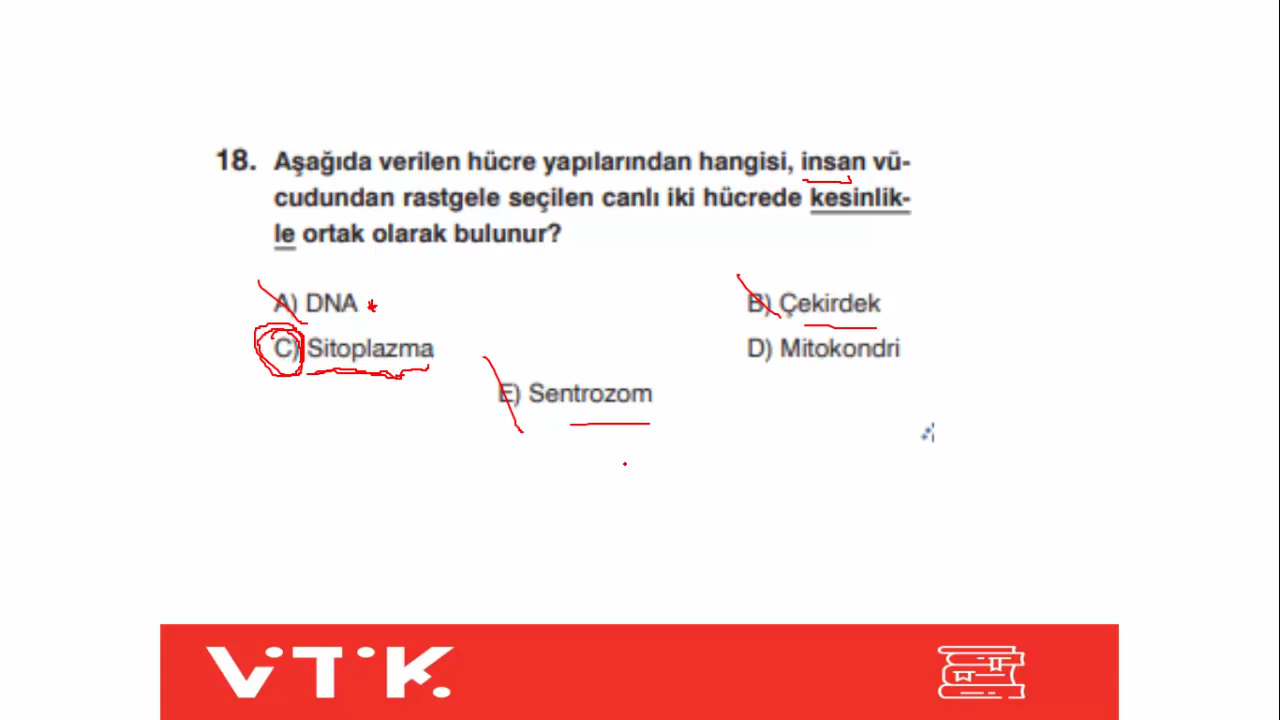 18. Aşağıda verilen hücre yapılarından hangisi, insan vü-
cudundan rastgele seçilen canlı iki hücrede kesinlik-
le ortak olarak bulunur?
A) DNA B) Çekirdek
C) Sitoplazma D) Mitokondri
E) Sentrozom
VTK